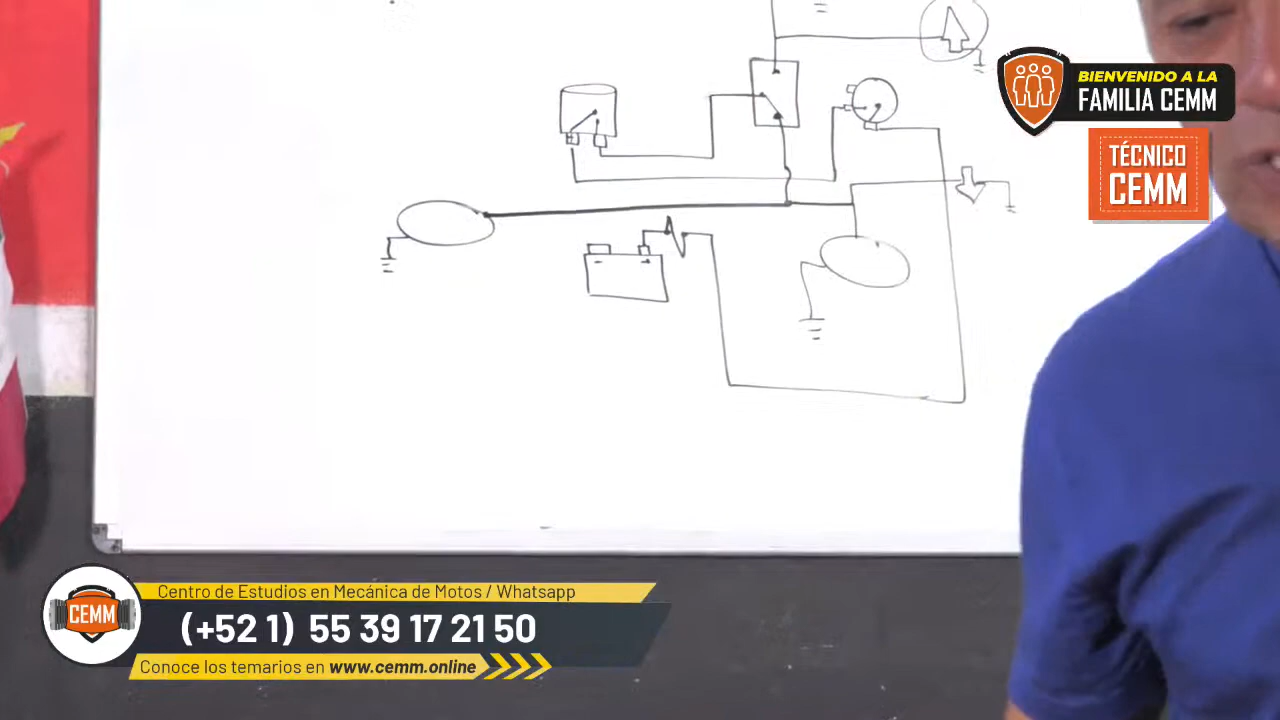 BIENVENIDO A LA
FAMILIA CEMM
TÉCNICO
CEMM
CEMM
Centro de Estudios en Mecánica de Motos / Whatsapp
(+52 1) 55 39 17 21 50
Conoce los temarios en www.cemm.online